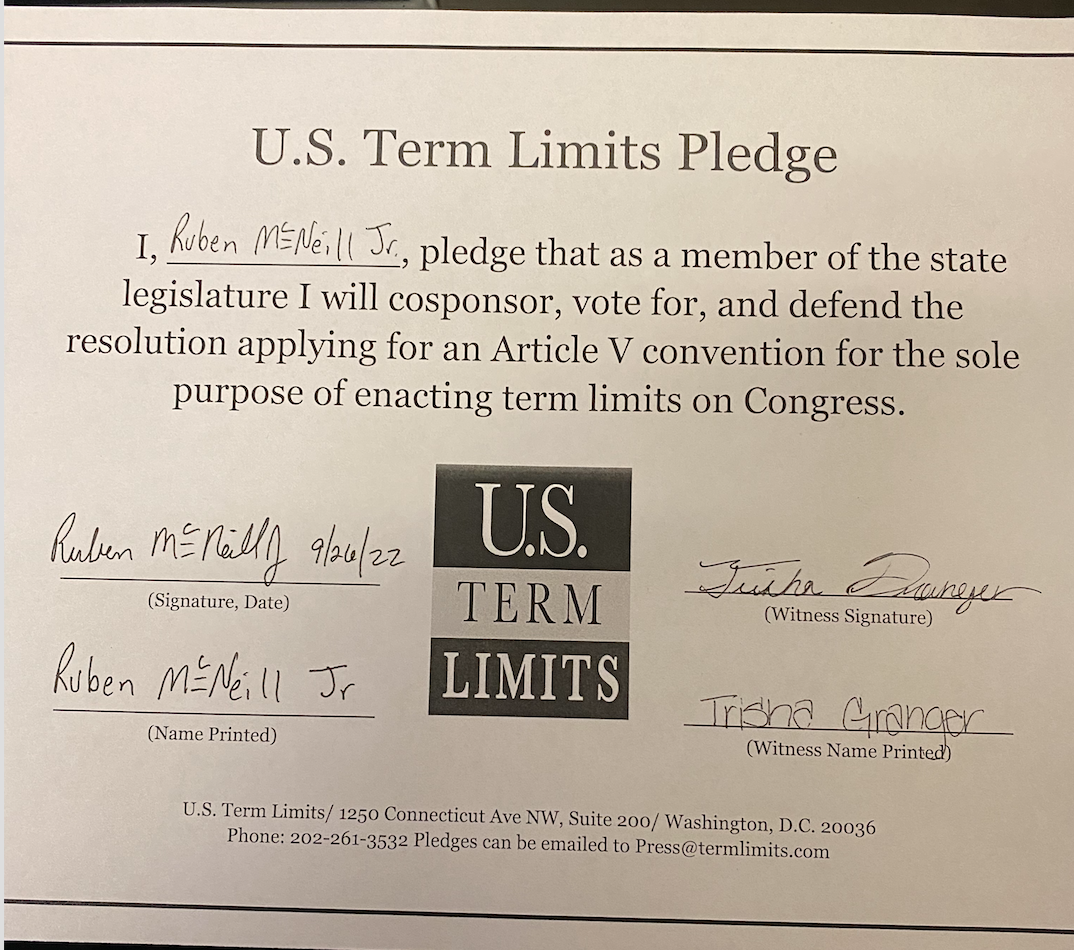 U.S. Term Limits Pledge
I, Ruben McNeill Jr., pledge that as a member of the state
legislature I will cosponsor, vote for, and defend the
resolution applying for an Article V convention for the sole
purpose of enacting term limits on Congress.
Ruben McNeill Jr 9/26/22
(Signature, Date)
Ruben McNeill Jr
(Name Printed)
U.S.
TERM
LIMITS
Trisha Granger
(Witness Signature)
Trisha Granger
(Witness Name Printed)
U.S. Term Limits/ 1250 Connecticut Ave NW, Suite 200/ Washington, D.C. 20036
Phone: 202-261-3532 Pledges can be emailed to Press@termlimits.com